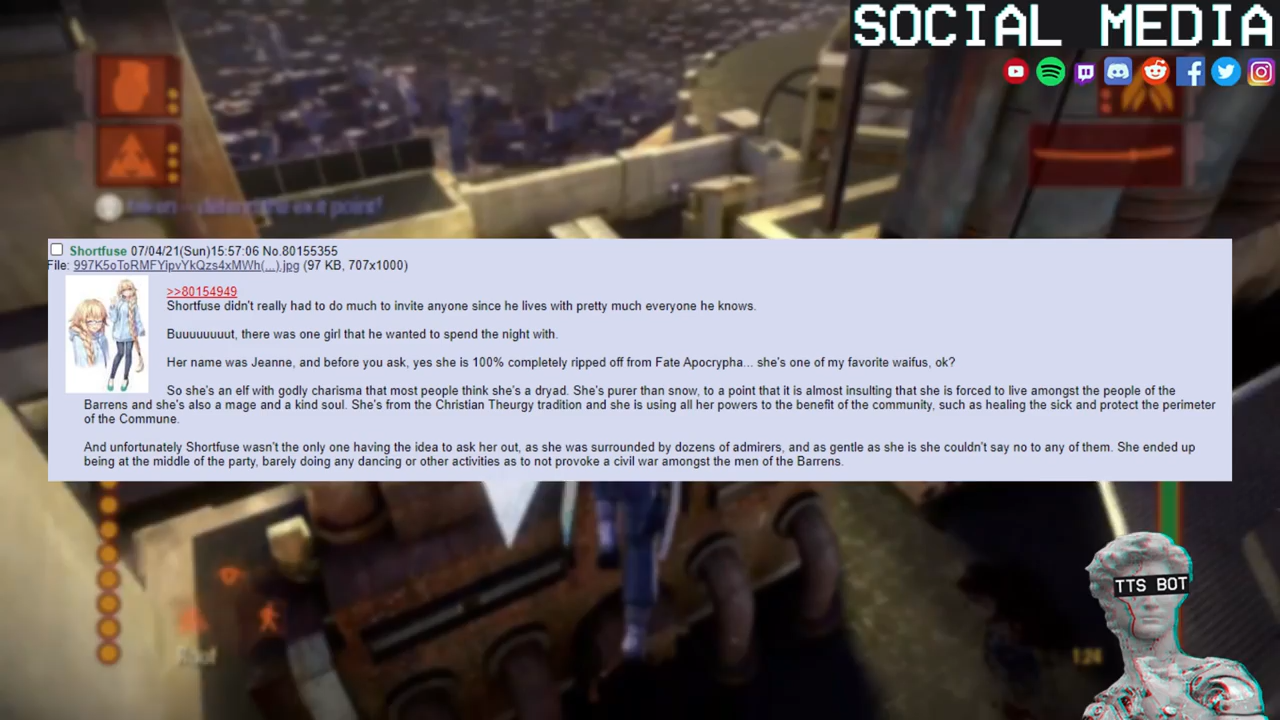 SOCIAL MEDIA
Shortfuse 07/04/21(Sun)15:57:06 No.80155355
File: 997K5oToRMFYipvYkQzs4xMWh(...).jpg (97 KB, 707x1000)
>>80154949
Shortfuse didn't really had to do much to invite anyone since he lives with pretty much everyone he knows.
Buuuuuuut, there was one girl that he wanted to spend the night with.
Her name was Jeanne, and before you ask, yes she is 100% completely ripped off from Fate Apocrypha... she's one of my favorite waifus, ok?
So she's an elf with godly charisma that most people think she's a dryad. She's purer than snow, to a point that it is almost insulting that she is forced to live amongst the people of the
Barrens and she's also a mage and a kind soul. She's from the Christian Theurgy tradition and she is using all her powers to the benefit of the community, such as healing the sick and protect the perimeter
of the Commune.
And unfortunately Shortfuse wasn't the only one having the idea to ask her out, as she was surrounded by dozens of admirers, and as gentle as she is she couldn't say no to any of them. She ended up
being at the middle of the party, barely doing any dancing or other activities as to not provoke a civil war amongst the men of the Barrens.
TTS BOT
1:24